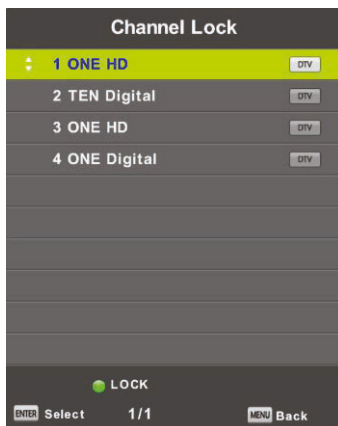 Channel Lock
1 ONE HD DTV
2 TEN Digital DTV
3 ONE HD DTV
4 ONE Digital DTV
LOCK
ENTER Select 1/1 MENU Back